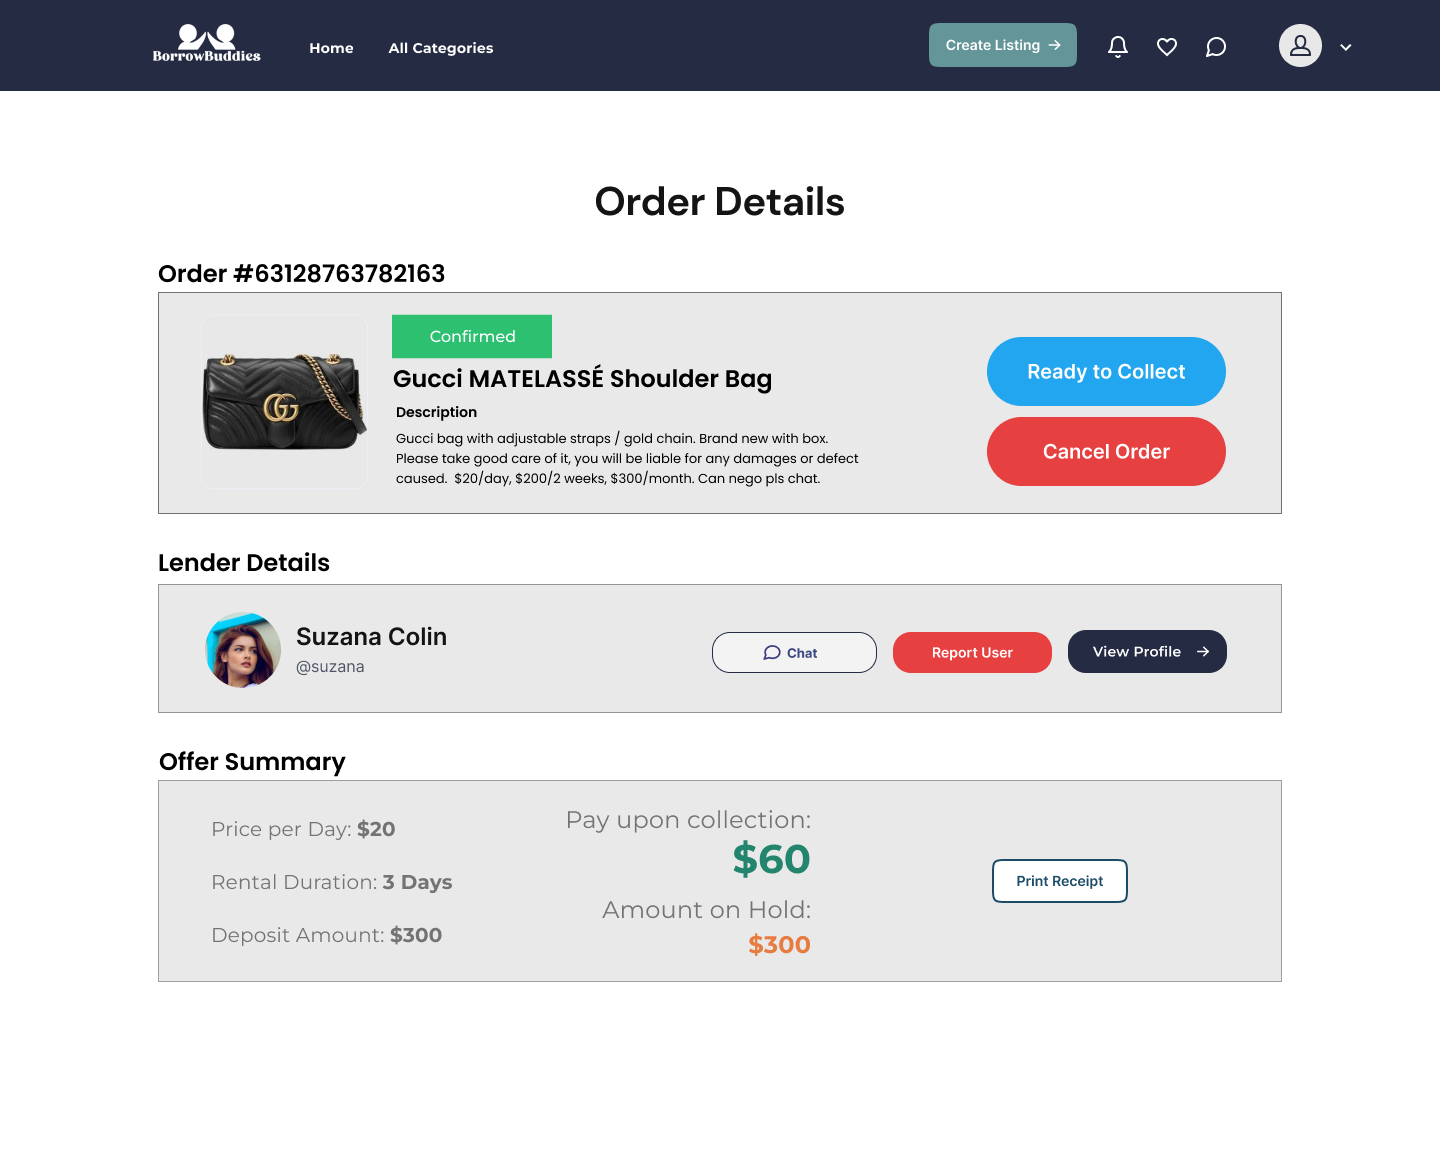 BorrowBuddies
Home
All Categories
Create Listing →
Order Details
Order #63128763782163
Confirmed
Gucci MATELASSÉ Shoulder Bag
Description
Gucci bag with adjustable straps / gold chain. Brand new with box.
Please take good care of it, you will be liable for any damages or defect
caused.  $20/day, $200/2 weeks, $300/month. Can nego pls chat.
Ready to Collect
Cancel Order
Lender Details
Suzana Colin
@suzana
Chat
Report User
View Profile →
Offer Summary
Price per Day: $20
Rental Duration: 3 Days
Deposit Amount: $300
Pay upon collection:
$60
Amount on Hold:
$300
Print Receipt